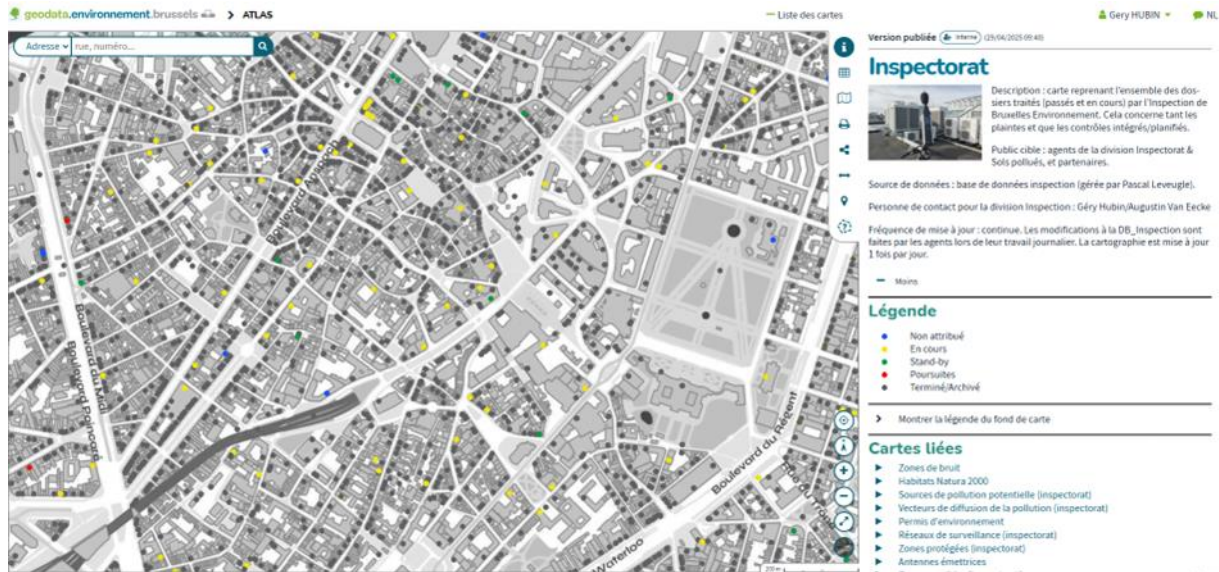 geodata.environnement.brussels > ATLAS
Liste des cartes
Gery HUBIN
NL
Adresse
rue, numéro...
Boulevard Anspach
Boulevard du Midi
Boulevard Poincaré
Boulevard du Régent
Waterloo
Version publiée Interne (29/04/2025 09:40)
Inspectorat
Description : carte reprenant l'ensemble des dos-
siers traités (passés et en cours) par l'Inspection de
Bruxelles Environnement. Cela concerne tant les
plaintes et que les contrôles intégrés/planifiés.
Public cible : agents de la division Inspectorat &
Sols pollués, et partenaires.
Source de données : base de données inspection (gérée par Pascal Leveugle).
Personne de contact pour la division Inspection : Géry Hubin/Augustin Van Eecke
Fréquence de mise à jour : continue. Les modifications à la DB_Inspection sont
faites par les agents lors de leur travail journalier. La cartographie est mise à jour
1 fois par jour.
Moins
Légende
Non attribué
En cours
Stand-by
Poursuites
Terminé/Archivé
Montrer la légende du fond de carte
Cartes liées
Zones de bruit
Habitats Natura 2000
Sources de pollution potentielle (inspectorat)
Vecteurs de diffusion de la pollution (inspectorat)
Permis d'environnement
Réseaux de surveillance (inspectorat)
Zones protégées (inspectorat)
Antennes émettrices